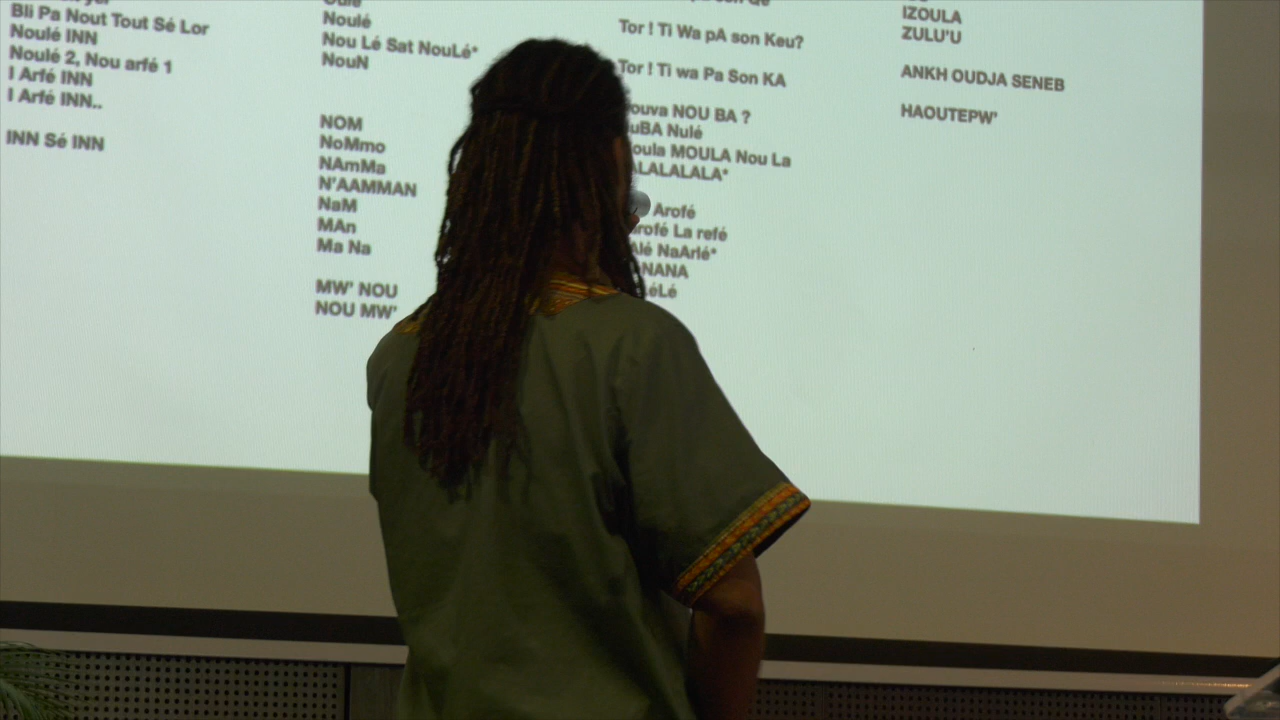 Bli Pa Nout Tout Sé Lor
Noulé INN
Noulé 2, Nou arfé 1
I Arfé INN
I Arfé INN..
INN Sé INN
Noulé
Nou Lé Sat NouLé*
NouN
NOM
NoMmo
NAmMa
N'AAMMAN
NaM
MAn
Ma Na
MW' NOU
NOU MW'
Tor ! Ti Wa pA son Keu?
Tor ! Ti wa Pa Son KA
NOU BA ?
Nulé
MOULA Nou La
Arofé
La refé
NaArlé*
IZOULA
ZULU'U
ANKH OUDJA SENEB
HAOUTEPW'